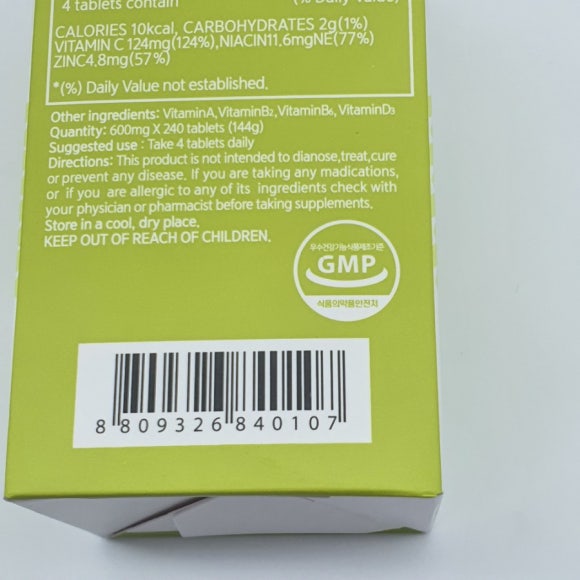 4 tablets contain (% Daily Value)
CALORIES 10kcal, CARBOHYDRATES 2g(1%)
VITAMIN C 124mg(124%),NIACIN11.6mgNE(77%)
ZINC4.8mg(57%)
*(%) Daily Value not established.
Other ingredients: VitaminA,VitaminB₂,VitaminB₆,VitaminD₃
Quantity: 600mg X 240 tablets (144g)
Suggested use : Take 4 tablets daily
Directions: This product is not intended to dianose,treat,cure
or prevent any disease. If you are taking any madications,
or if you are allergic to any of its ingredients check with
your physician or pharmacist before taking supplements.
Store in a cool, dry place.
KEEP OUT OF REACH OF CHILDREN.
우수건강기능식품제조기준
GMP
식품의약품안전처
8 809326 840107